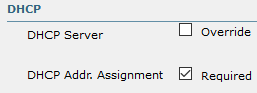 DHCP
DHCP Server Override
DHCP Addr. Assignment Required